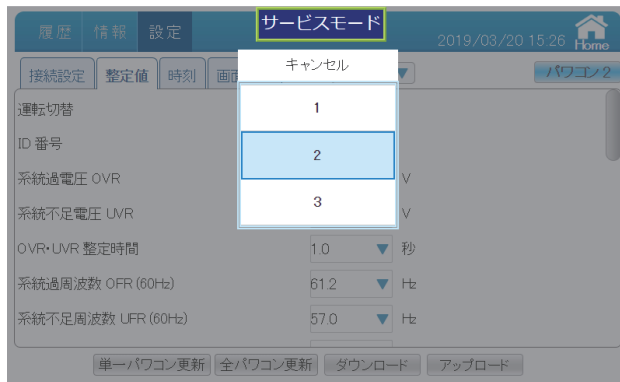 履歴 情報 設定 サービスモード 2019/03/20 15:26 Home
接続設定 整定値 時刻 画面 パワコン2
キャンセル
1
2
3
運転切替
ID 番号
系統過電圧 OVR V
系統不足電圧 UVR V
OVR・UVR 整定時間 1.0 秒
系統過周波数 OFR (60Hz) 61.2 Hz
系統不足周波数 UFR (60Hz) 57.0 Hz
単一パワコン更新 全パワコン更新 ダウンロード アップロード